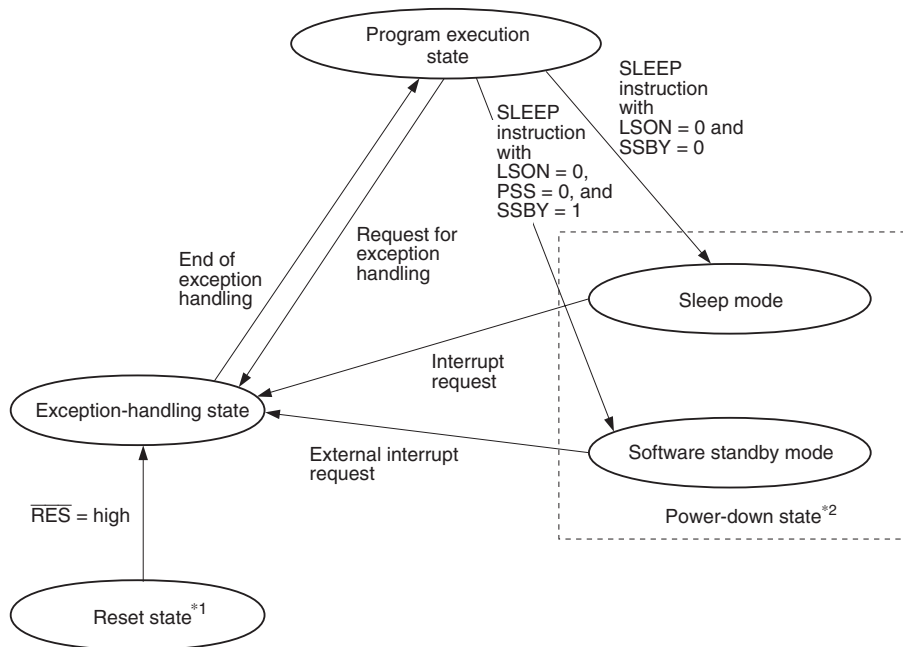 Program execution
state
SLEEP
instruction
with
LSON = 0 and
SSBY = 0
SLEEP
instruction
with
LSON = 0,
PSS = 0, and
SSBY = 1
End of
exception
handling
Request for
exception
handling
Sleep mode
Interrupt
request
Exception-handling state
External interrupt
request
Software standby mode
Power-down state*2
RES = high
Reset state*1